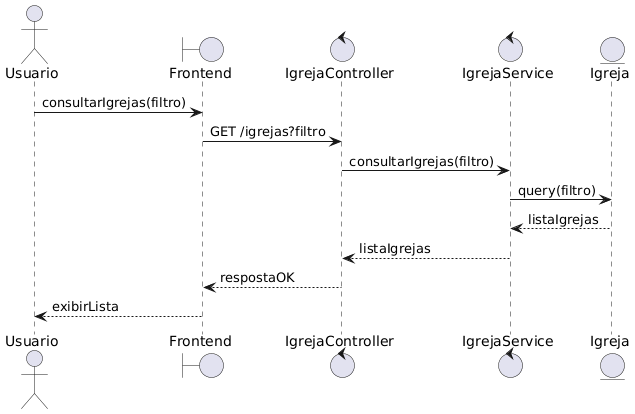 Usuario
Frontend
IgrejaController
IgrejaService
Igreja
consultarIgrejas(filtro)
GET /igrejas?filtro
consultarIgrejas(filtro)
query(filtro)
listaIgrejas
listaIgrejas
respostaOK
exibirLista
Usuario
Frontend
IgrejaController
IgrejaService
Igreja